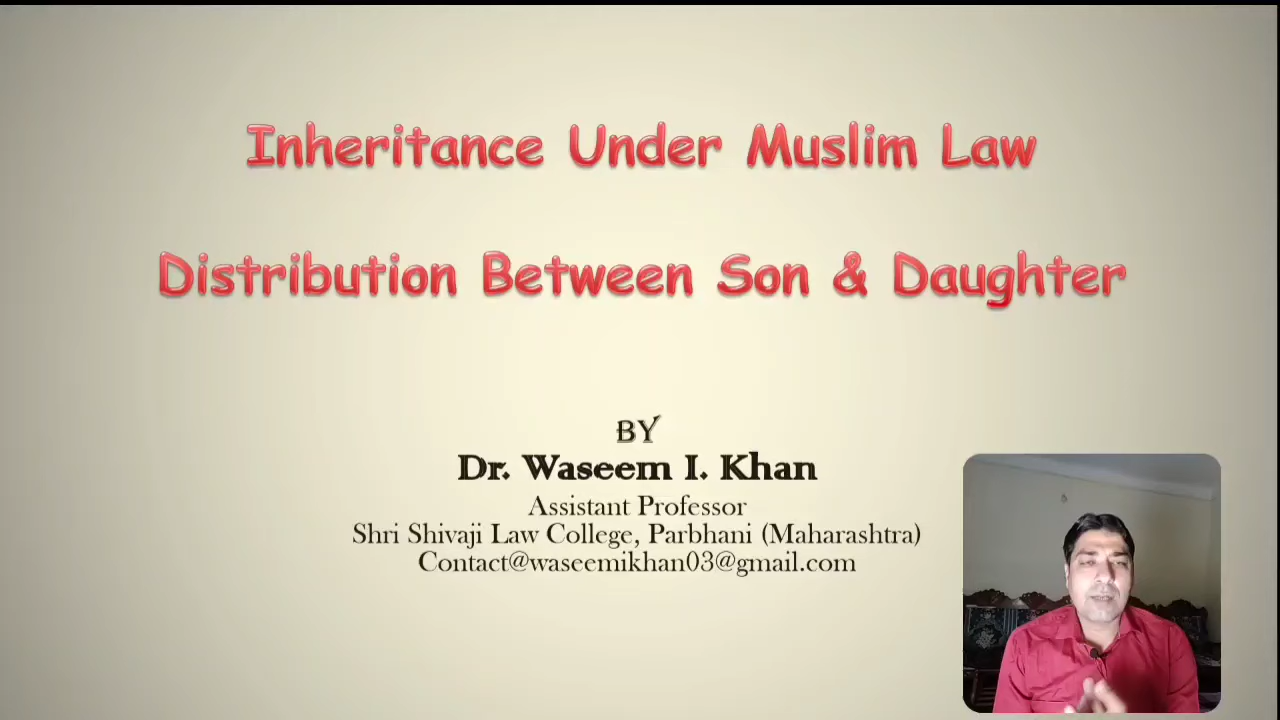 Inheritance Under Muslim Law
Distribution Between Son & Daughter
BY
Dr. Waseem I. Khan
Assistant Professor
Shri Shivaji Law College, Parbhani (Maharashtra)
Contact@waseemikhan03@gmail.com